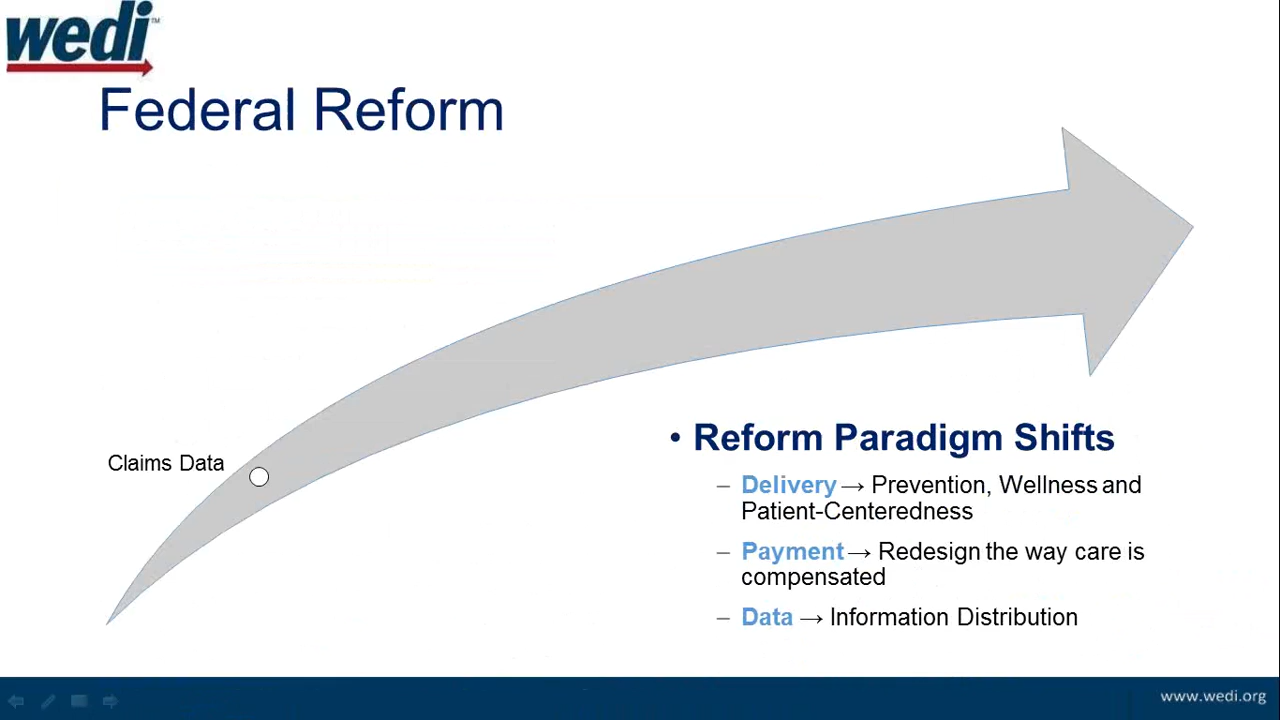 wedi™
Federal Reform
Claims Data
• Reform Paradigm Shifts
– Delivery → Prevention, Wellness and
Patient-Centeredness
– Payment → Redesign the way care is
compensated
– Data → Information Distribution
www.wedi.org